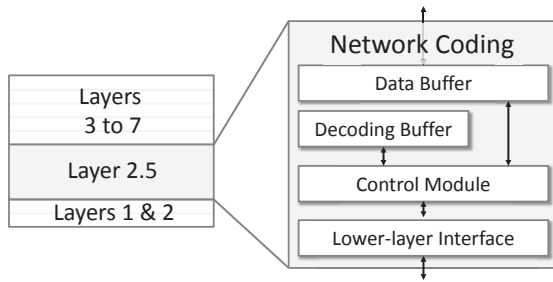 Layers
3 to 7
Layer 2.5
Layers 1 & 2
Network Coding
Data Buffer
Decoding Buffer
Control Module
Lower-layer Interface